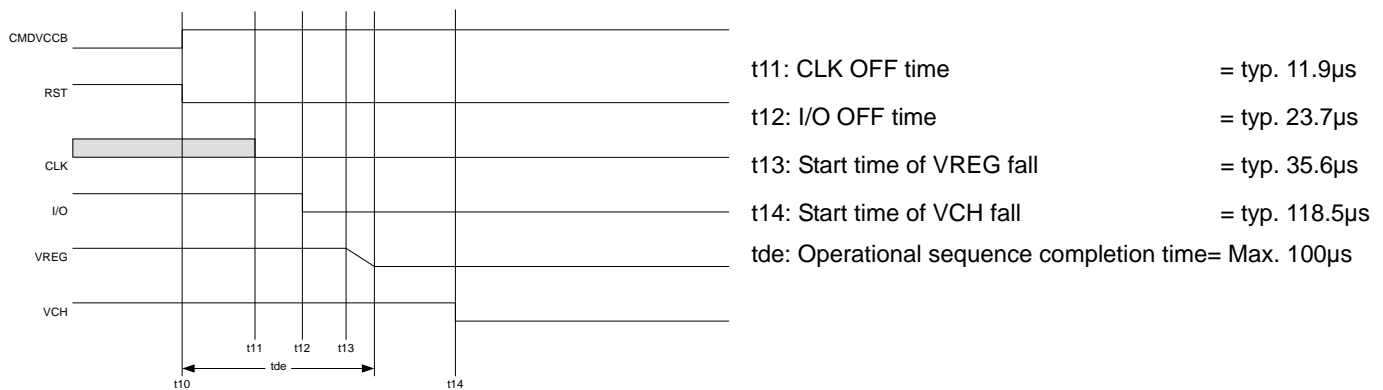 CMDVCCB
RST
CLK
I/O
VREG
VCH
t11 t12 t13
tde
t10 t14
t11: CLK OFF time = typ. 11.9µs
t12: I/O OFF time = typ. 23.7µs
t13: Start time of VREG fall = typ. 35.6µs
t14: Start time of VCH fall = typ. 118.5µs
tde: Operational sequence completion time= Max. 100µs